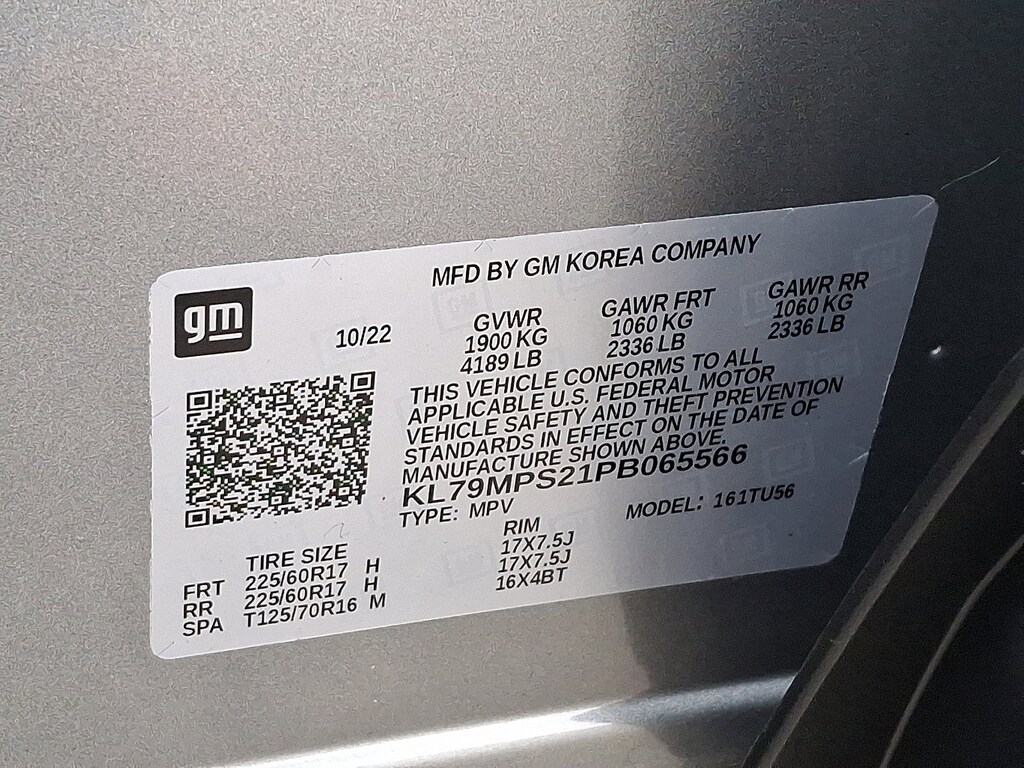 MFD BY GM KOREA COMPANY
gm
10/22
GVWR GAWR FRT GAWR RR
1900 KG 1060 KG 1060 KG
4189 LB 2336 LB 2336 LB
THIS VEHICLE CONFORMS TO ALL
APPLICABLE U.S. FEDERAL MOTOR
VEHICLE SAFETY AND THEFT PREVENTION
STANDARDS IN EFFECT ON THE DATE OF
MANUFACTURE SHOWN ABOVE.
KL79MPS21PB065566
TYPE: MPV MODEL: 161TU56
TIRE SIZE RIM
FRT 225/60R17 H 17X7.5J
RR 225/60R17 H 17X7.5J
SPA T125/70R16 M 16X4BT